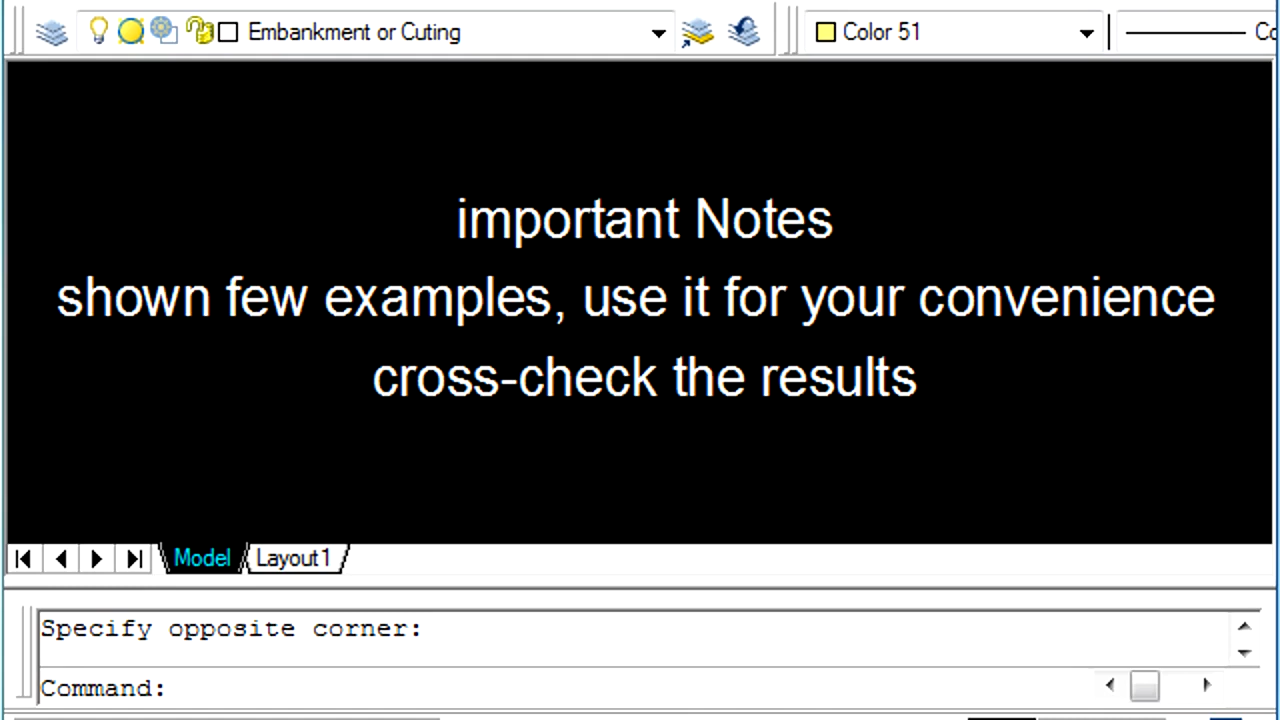 Embankment or Cuting
Color 51
important Notes
shown few examples, use it for your convenience
cross-check the results
Model
Layout1
Specify opposite corner:
Command: